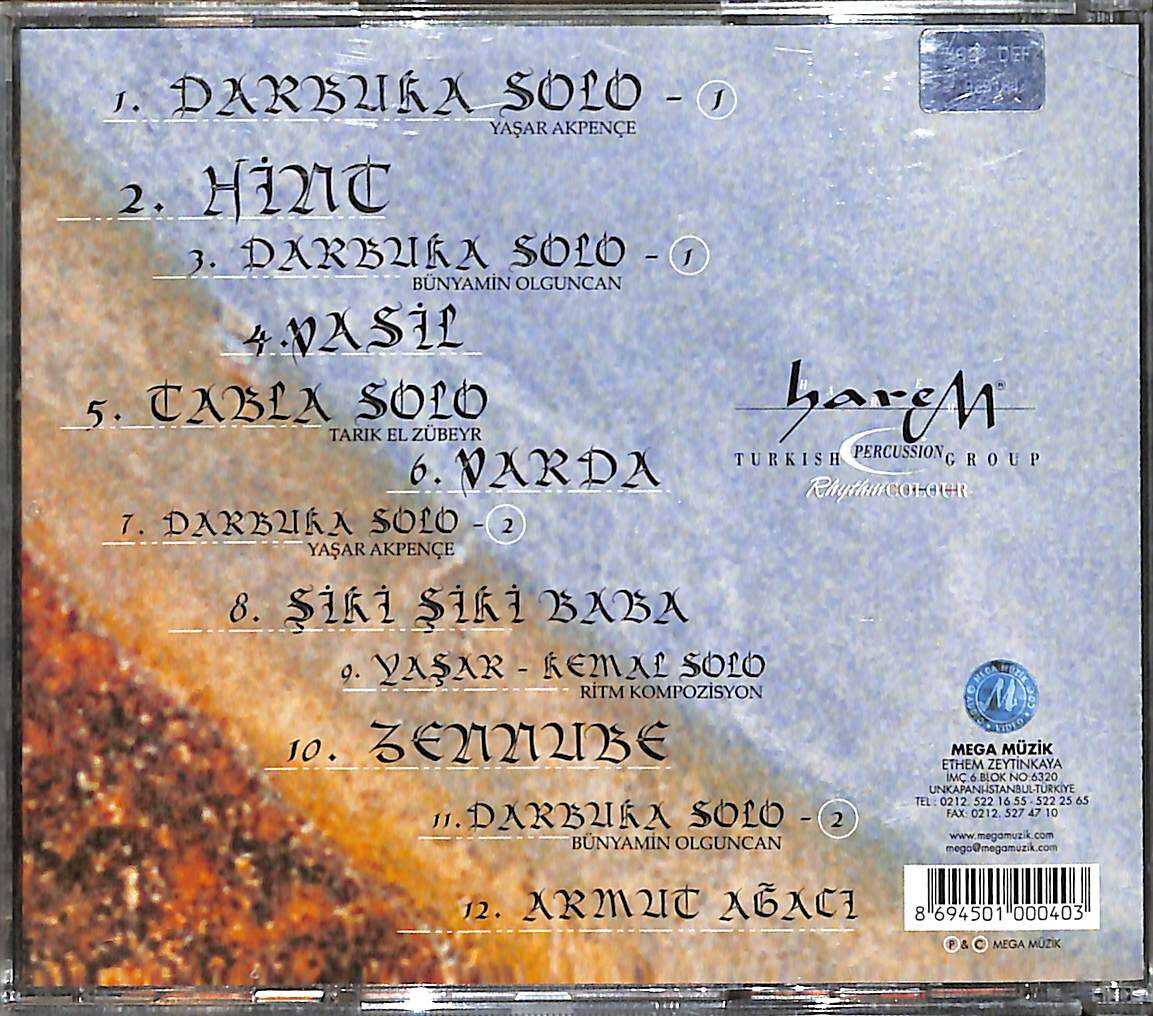 1. DARBUKA SOLO - 1
YAŞAR AKPENÇE
2. HİNT
3. DARBUKA SOLO - 1
BÜNYAMİN OLGUNCAN
4. VASİL
5. TABLA SOLO
TARIK EL ZÜBEYR
6. VARDA
7. DARBUKA SOLO - 2
YAŞAR AKPENÇE
8. ŞİKİ ŞİKİ BABA
9. YAŞAR - KEMAL SOLO
RİTM KOMPOZİSYON
10. ZENNUBE
11. DARBUKA SOLO - 2
BÜNYAMİN OLGUNCAN
12. ARMUT AĞACI
HAREM
hareM®
TURKISH PERCUSSION GROUP
Rhythm COLOUR
MEGA MÜZİK
ETHEM ZEYTİNKAYA
İMÇ.6.BLOK NO:6320
UNKAPANI-İSTANBUL-TÜRKİYE
TEL : 0212. 522 16 55 - 522 25 65
FAX: 0212. 527 47 10
www.megamuzik.com
mega@megamuzik.com
8 694501 000403
P & C MEGA MÜZİK